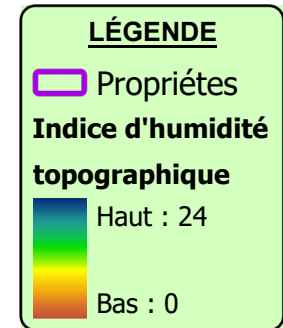 LÉGENDE
Propriétes
Indice d'humidité
topographique
Haut : 24
Bas : 0